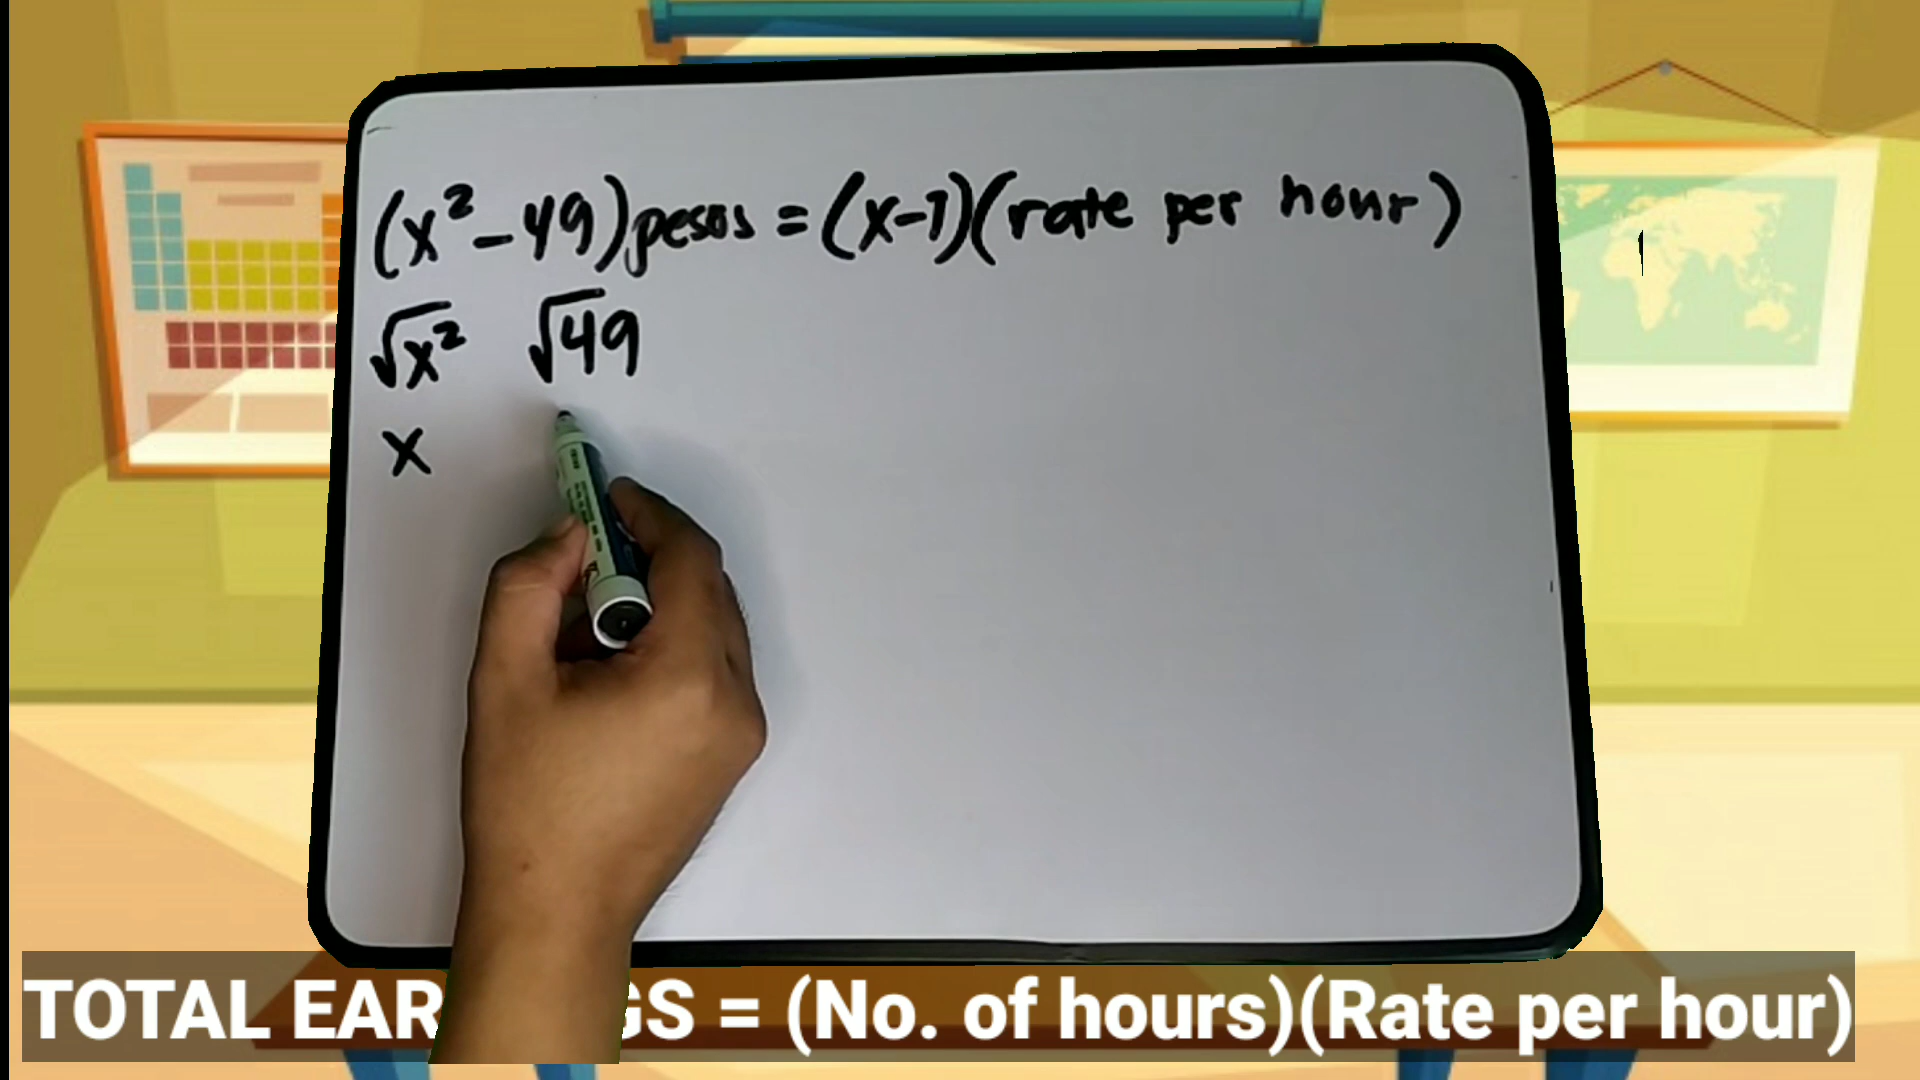 (x² - 49) pesos = (x-7)(rate per hour)
√x² √49
x
TOTAL EAR GS = (No. of hours)(Rate per hour)